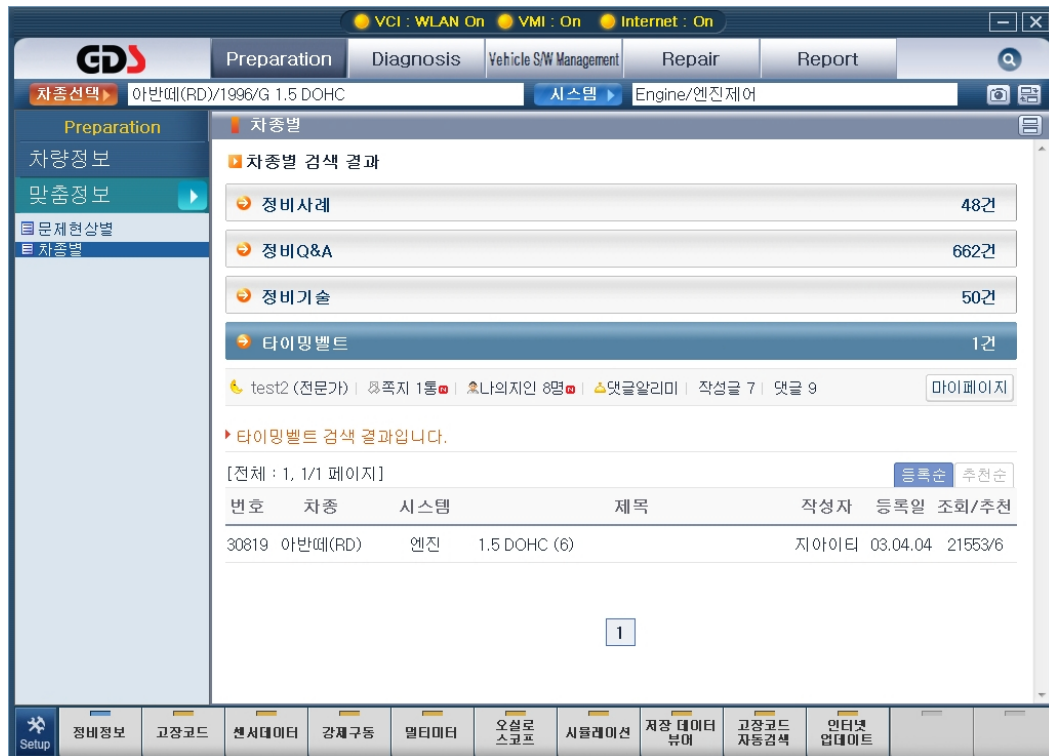 VCI : WLAN On VMI : On Internet : On
GDS Preparation Diagnosis Vehicle S/W Management Repair Report
차종선택 아반떼(RD)/1996/G 1.5 DOHC 시스템 Engine/엔진제어
Preparation
차량정보
맞춤정보
문제현상별
차종별
차종별
차종별 검색 결과
정비사례 48건
정비Q&A 662건
정비기술 50건
타이밍벨트 1건
test2 (전문가) 쪽지 1통 나의지인 8명 댓글알리미 작성글 7 댓글 9 마이페이지
타이밍벨트 검색 결과입니다.
[전체 : 1, 1/1 페이지] 등록순 추천순
번호 차종 시스템 제목 작성자 등록일 조회/추천
30819 아반떼(RD) 엔진 1.5 DOHC (6) 지아이티 03.04.04 21553/6
1
Setup 정비정보 고장코드 센서데이터 강제구동 멀티미터 오실로스코프 시뮬레이션 저장 데이터 뷰어 고장코드 자동검색 인터넷 업데이트